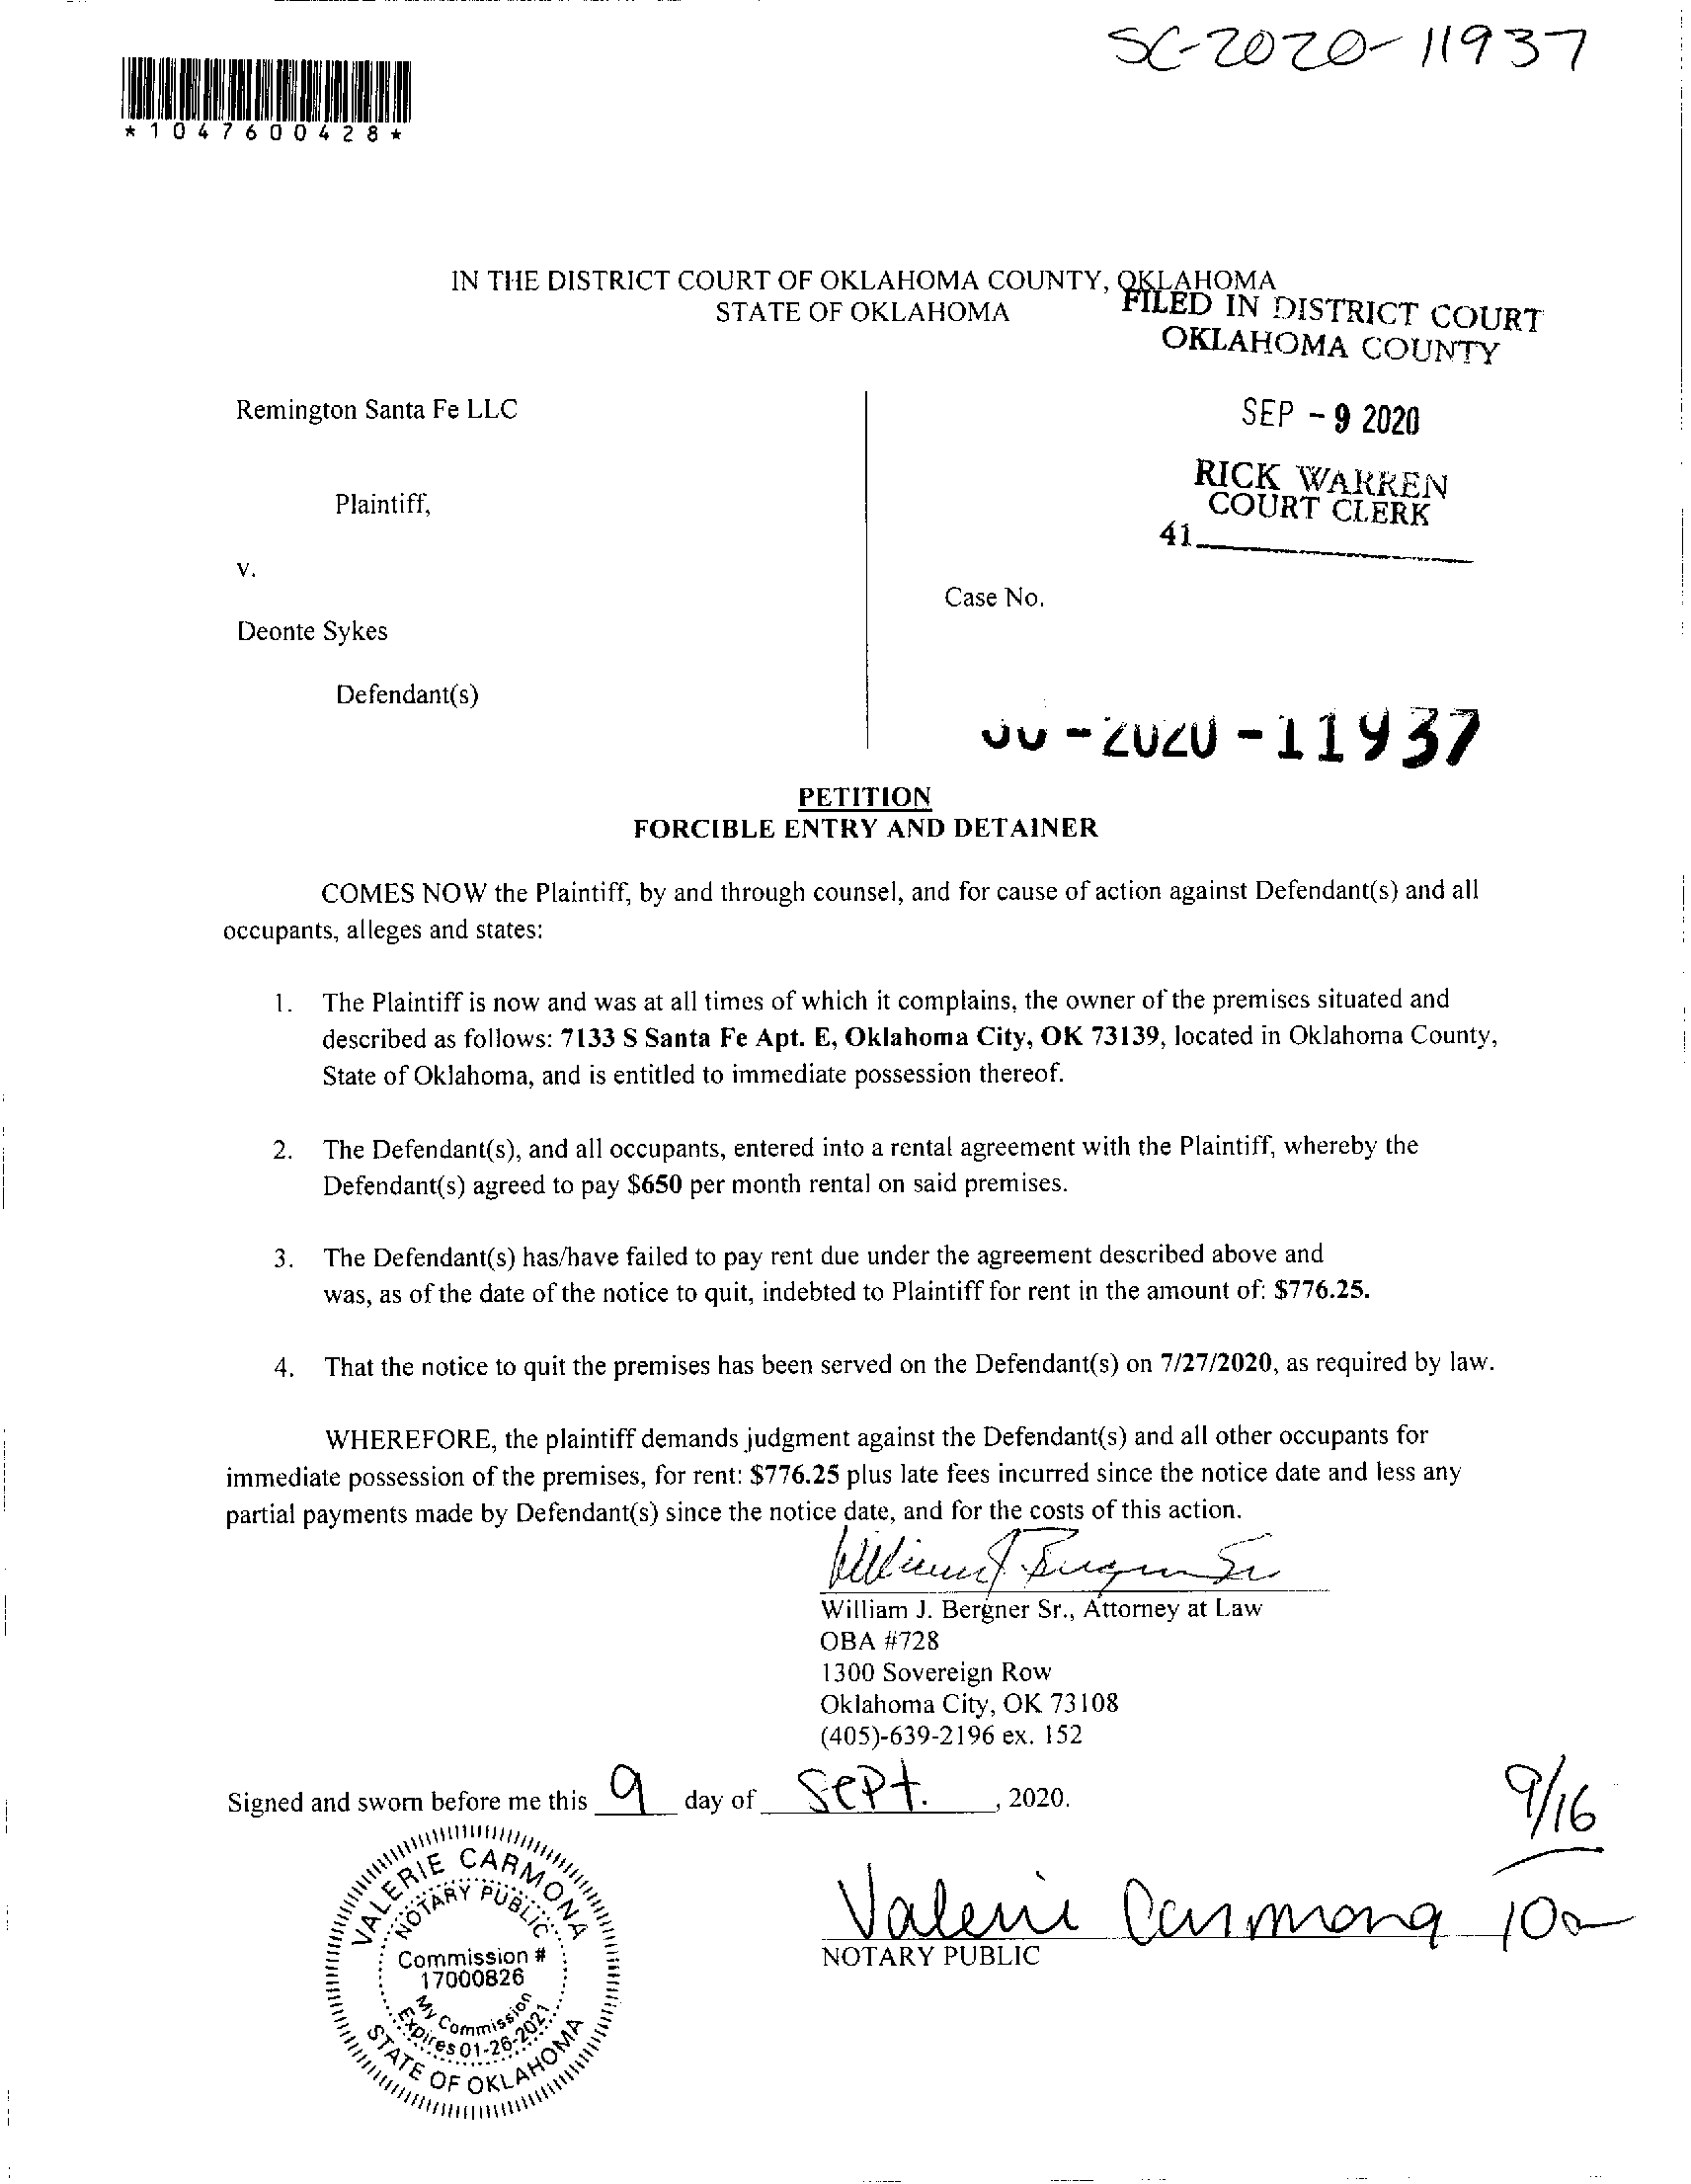 SC-2020-11937
*1047600428*
IN THE DISTRICT COURT OF OKLAHOMA COUNTY, OKLAHOMA
STATE OF OKLAHOMA
FILED IN DISTRICT COURT
OKLAHOMA COUNTY
Remington Santa Fe LLC
SEP - 9 2020
RICK WARREN
COURT CLERK
Plaintiff,
41
v.
Case No.
Deonte Sykes
Defendant(s)
-2020-11937
PETITION
FORCIBLE ENTRY AND DETAINER
COMES NOW the Plaintiff, by and through counsel, and for cause of action against Defendant(s) and all
occupants, alleges and states:
1. The Plaintiff is now and was at all times of which it complains, the owner of the premises situated and
described as follows: 7133 S Santa Fe Apt. E, Oklahoma City, OK 73139, located in Oklahoma County,
State of Oklahoma, and is entitled to immediate possession thereof.
2. The Defendant(s), and all occupants, entered into a rental agreement with the Plaintiff, whereby the
Defendant(s) agreed to pay $650 per month rental on said premises.
3. The Defendant(s) has/have failed to pay rent due under the agreement described above and
was, as of the date of the notice to quit, indebted to Plaintiff for rent in the amount of: $776.25.
4. That the notice to quit the premises has been served on the Defendant(s) on 7/27/2020, as required by law.
WHEREFORE, the plaintiff demands judgment against the Defendant(s) and all other occupants for
immediate possession of the premises, for rent: $776.25 plus late fees incurred since the notice date and less any
partial payments made by Defendant(s) since the notice date, and for the costs of this action.
William J. Bergner Sr
William J. Bergner Sr., Attorney at Law
OBA #728
1300 Sovereign Row
Oklahoma City, OK 73108
(405)-639-2196 ex. 152
Signed and sworn before me this 9 day of Sept. , 2020.
9/16
VALERIE CARMONA
NOTARY PUBLIC
Commission #
17000826
My Commission
Expires 01-26-2021
STATE OF OKLAHOMA
Valerie Carmona 10a
NOTARY PUBLIC